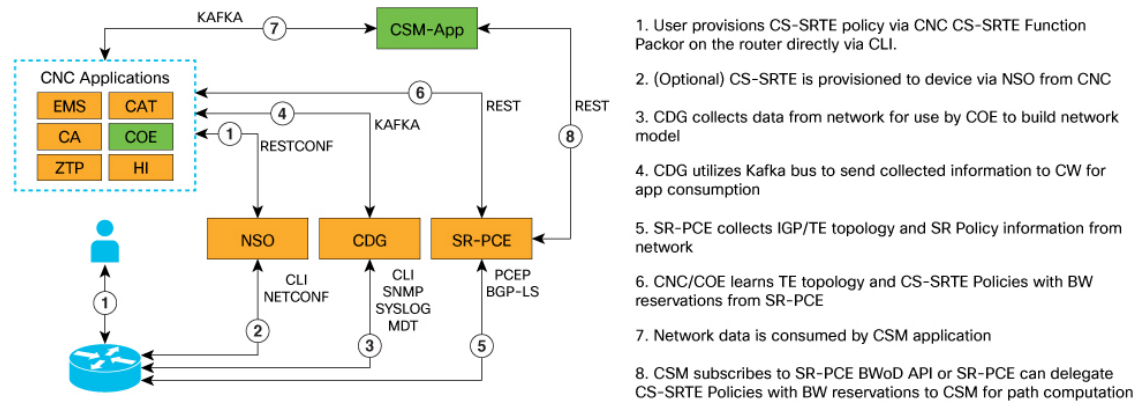 KAFKA
7
CSM-App
CNC Applications
EMS
CAT
CA
COE
ZTP
HI
6
REST
REST
4
KAFKA
1
RESTCONF
8
NSO
CDG
SR-PCE
CLI
NETCONF
CLI
SNMP
SYSLOG
MDT
PCEP
BGP-LS
1
2
3
5
1. User provisions CS-SRTE policy via CNC CS-SRTE Function
Packor on the router directly via CLI.
2. (Optional) CS-SRTE is provisioned to device via NSO from CNC
3. CDG collects data from network for use by COE to build network
model
4. CDG utilizes Kafka bus to send collected information to CW for
app consumption
5. SR-PCE collects IGP/TE topology and SR Policy information from
network
6. CNC/COE learns TE topology and CS-SRTE Policies with BW
reservations from SR-PCE
7. Network data is consumed by CSM application
8. CSM subscribes to SR-PCE BWoD API or SR-PCE can delegate
CS-SRTE Policies with BW reservations to CSM for path computation